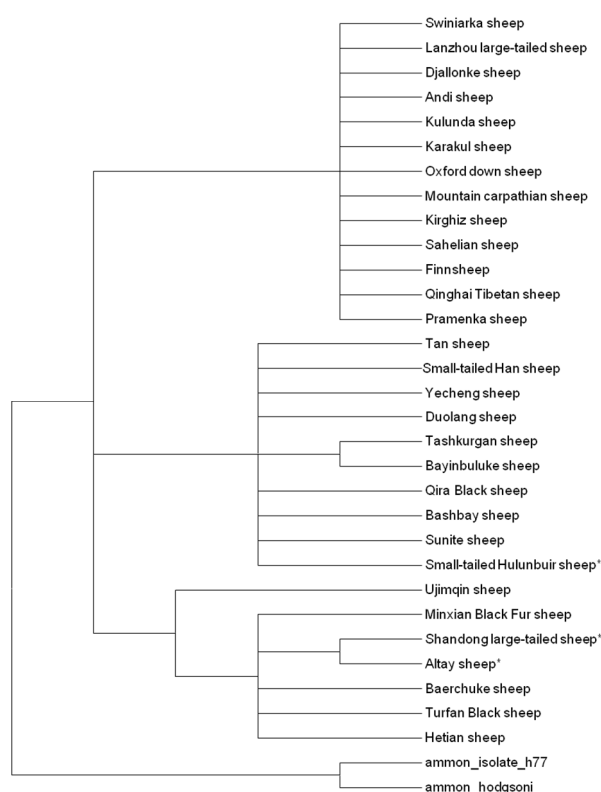 Swiniarka sheep
Lanzhou large-tailed sheep
Djallonke sheep
Andi sheep
Kulunda sheep
Karakul sheep
Oxford down sheep
Mountain carpathian sheep
Kirghiz sheep
Sahelian sheep
Finnsheep
Qinghai Tibetan sheep
Pramenka sheep
Tan sheep
Small-tailed Han sheep
Yecheng sheep
Duolang sheep
Tashkurgan sheep
Bayinbuluke sheep
Qira Black sheep
Bashbay sheep
Sunite sheep
Small-tailed Hulunbuir sheep*
Ujimqin sheep
Minxian Black Fur sheep
Shandong large-tailed sheep*
Altay sheep*
Baerchuke sheep
Turfan Black sheep
Hetian sheep
ammon_isolate_h77
ammon_hodgsoni